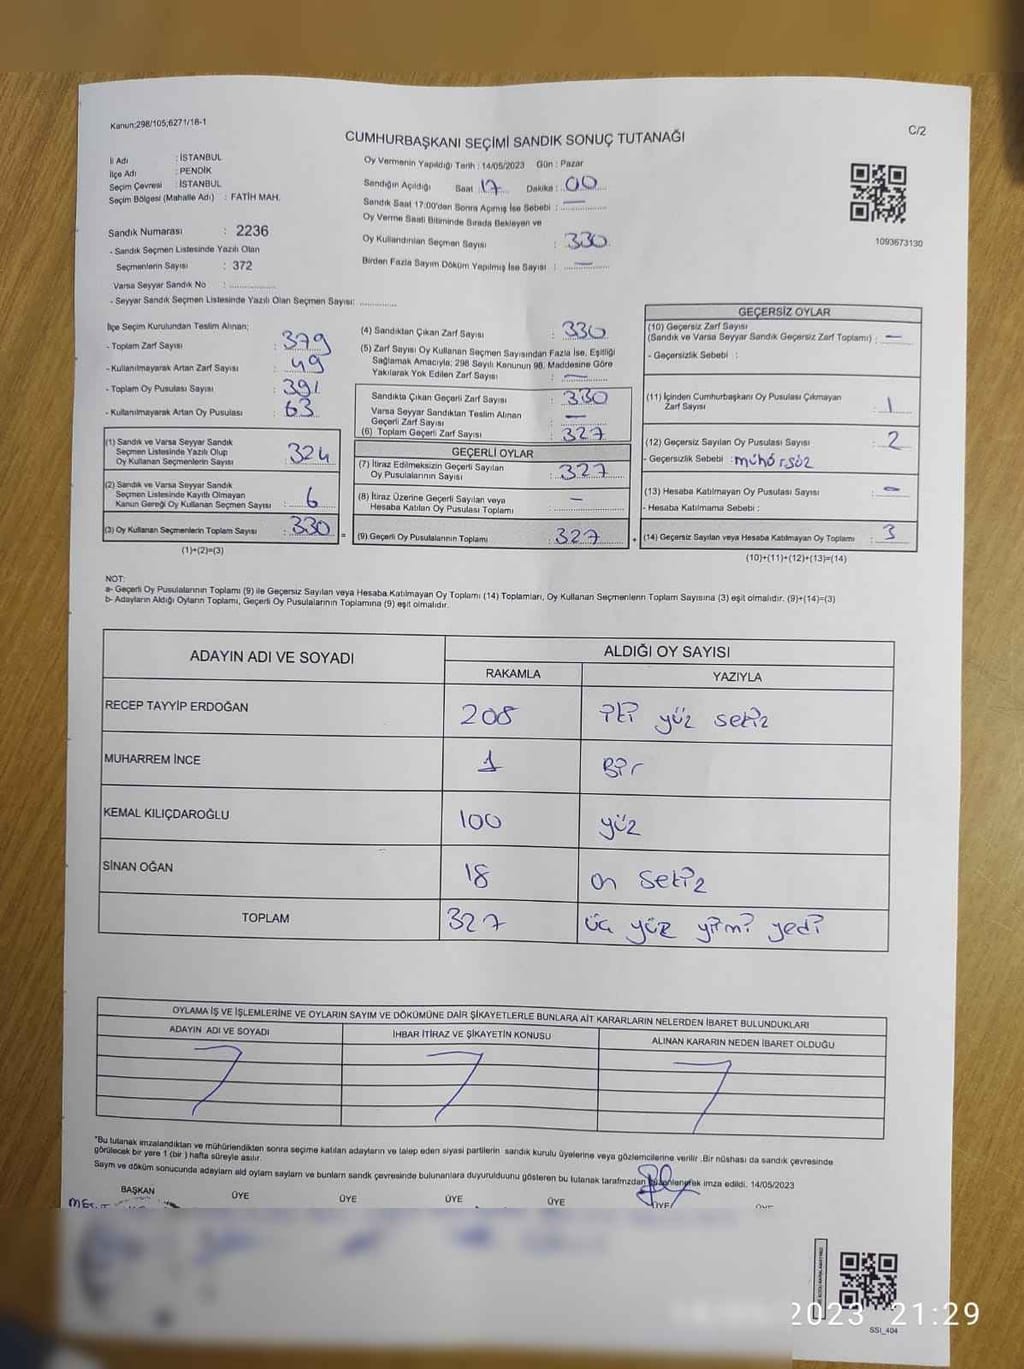 Kanun;298/105;6271/18-1
CUMHURBAŞKANI SEÇİMİ SANDIK SONUÇ TUTANAĞI
C/2
İl Adı : İSTANBUL
İlçe Adı : PENDİK
Seçim Çevresi : İSTANBUL
Seçim Bölgesi (Mahalle Adı) : FATİH MAH.
Oy Vermenin Yapıldığı Tarih : 14/05/2023 Gün : Pazar
Sandığın Açıldığı Saat : 17 Dakika : 00
Sandık Saat 17:00'den Sonra Açımış İse Sebebi : —
Oy Verme Saati Bitiminde Sırada Bekleyen ve
Oy Kullandırılan Seçmen Sayısı : 330
Birden Fazla Sayım Döküm Yapılmış İse Sayısı : —
1093673130
Sandık Numarası : 2236
- Sandık Seçmen Listesinde Yazılı Olan
Seçmenlerin Sayısı : 372
Varsa Seyyar Sandık No : ..............
- Seyyar Sandık Seçmen Listesinde Yazılı Olan Seçmen Sayısı: ............
İlçe Seçim Kurulundan Teslim Alınan;
- Toplam Zarf Sayısı : 379
- Kullanılmayarak Artan Zarf Sayısı : 49
- Toplam Oy Pusulası Sayısı : 391
- Kullanılmayarak Artan Oy Pusulası : 63
(1) Sandık ve Varsa Seyyar Sandık
Seçmen Listesinde Yazılı Olup
Oy Kullanan Seçmenlerin Sayısı : 324
(2) Sandık ve Varsa Seyyar Sandık
Seçmen Listesinde Kayıtlı Olmayan
Kanun Gereği Oy Kullanan Seçmen Sayısı : 6
(3) Oy Kullanan Seçmenlerin Toplam Sayısı : 330
(1)+(2)=(3)
(4) Sandıktan Çıkan Zarf Sayısı : 330
(5) Zarf Sayısı Oy Kullanan Seçmen Sayısından Fazla İse, Eşitliği
Sağlamak Amacıyla; 298 Sayılı Kanunun 98. Maddesine Göre
Yakılarak Yok Edilen Zarf Sayısı : —
Sandıkta Çıkan Geçerli Zarf Sayısı : 330
Varsa Seyyar Sandıktan Teslim Alınan
Geçerli Zarf Sayısı : —
(6) Toplam Geçerli Zarf Sayısı : 327
GEÇERLİ OYLAR
(7) İtiraz Edilmeksizin Geçerli Sayılan
Oy Pusulalarının Sayısı : 327
(8) İtiraz Üzerine Geçerli Sayılan veya
Hesaba Katılan Oy Pusulası Toplamı : —
(9) Geçerli Oy Pusulalarının Toplamı : 327
GEÇERSİZ OYLAR
(10) Geçersiz Zarf Sayısı
(Sandık ve Varsa Seyyar Sandık Geçersiz Zarf Toplamı) : —
- Geçersizlik Sebebi :
(11) İçinden Cumhurbaşkanı Oy Pusulası Çıkmayan
Zarf Sayısı : 1
(12) Geçersiz Sayılan Oy Pusulası Sayısı : 2
- Geçersizlik Sebebi : mühürsüz
(13) Hesaba Katılmayan Oy Pusulası Sayısı : —
- Hesaba Katılmama Sebebi :
(14) Geçersiz Sayılan veya Hesaba Katılmayan Oy Toplamı : 3
(10)+(11)+(12)+(13)=(14)
NOT:
a- Geçerli Oy Pusulalarının Toplamı (9) ile Geçersiz Sayılan veya Hesaba Katılmayan Oy Toplamı (14) Toplamları, Oy Kullanan Seçmenlerin Toplam Sayısına (3) eşit olmalıdır. (9)+(14)=(3)
b- Adayların Aldığı Oyların Toplamı, Geçerli Oy Pusulalarının Toplamına (9) eşit olmalıdır.
ADAYIN ADI VE SOYADI
ALDIĞI OY SAYISI
RAKAMLA YAZIYLA
RECEP TAYYİP ERDOĞAN 208 iki yüz sekiz
MUHARREM İNCE 1 Bir
KEMAL KILIÇDAROĞLU 100 yüz
SİNAN OĞAN 18 on sekiz
TOPLAM 327 üç yüz yirmi yedi
OYLAMA İŞ VE İŞLEMLERİNE VE OYLARIN SAYIM VE DÖKÜMÜNE DAİR ŞİKAYETLERLE BUNLARA AİT KARARLARIN NELERDEN İBARET BULUNDUKLARI
ADAYIN ADI VE SOYADI İHBAR İTİRAZ VE ŞİKAYETİN KONUSU ALINAN KARARIN NEDEN İBARET OLDUĞU
"Bu tutanak imzalandıktan ve mühürlendikten sonra seçime katılan adayların ve talep eden siyasi partilerin sandık kurulu üyelerine veya gözlemcilerine verilir .Bir nüshası da sandık çevresinde
görülecek bir yere 1 (bir ) hafta süreyle asılır.
Sayım ve döküm sonucunda adayların ald oyların sayların ve bunların sandk çevresinde bulunanlara duyurulduunu gösteren bu tutanak tarafmzdan düzenlenerek imza edildi. 14/05/2023
BAŞKAN ÜYE ÜYE ÜYE ÜYE ÜYE
2023 21:29
SSI_404